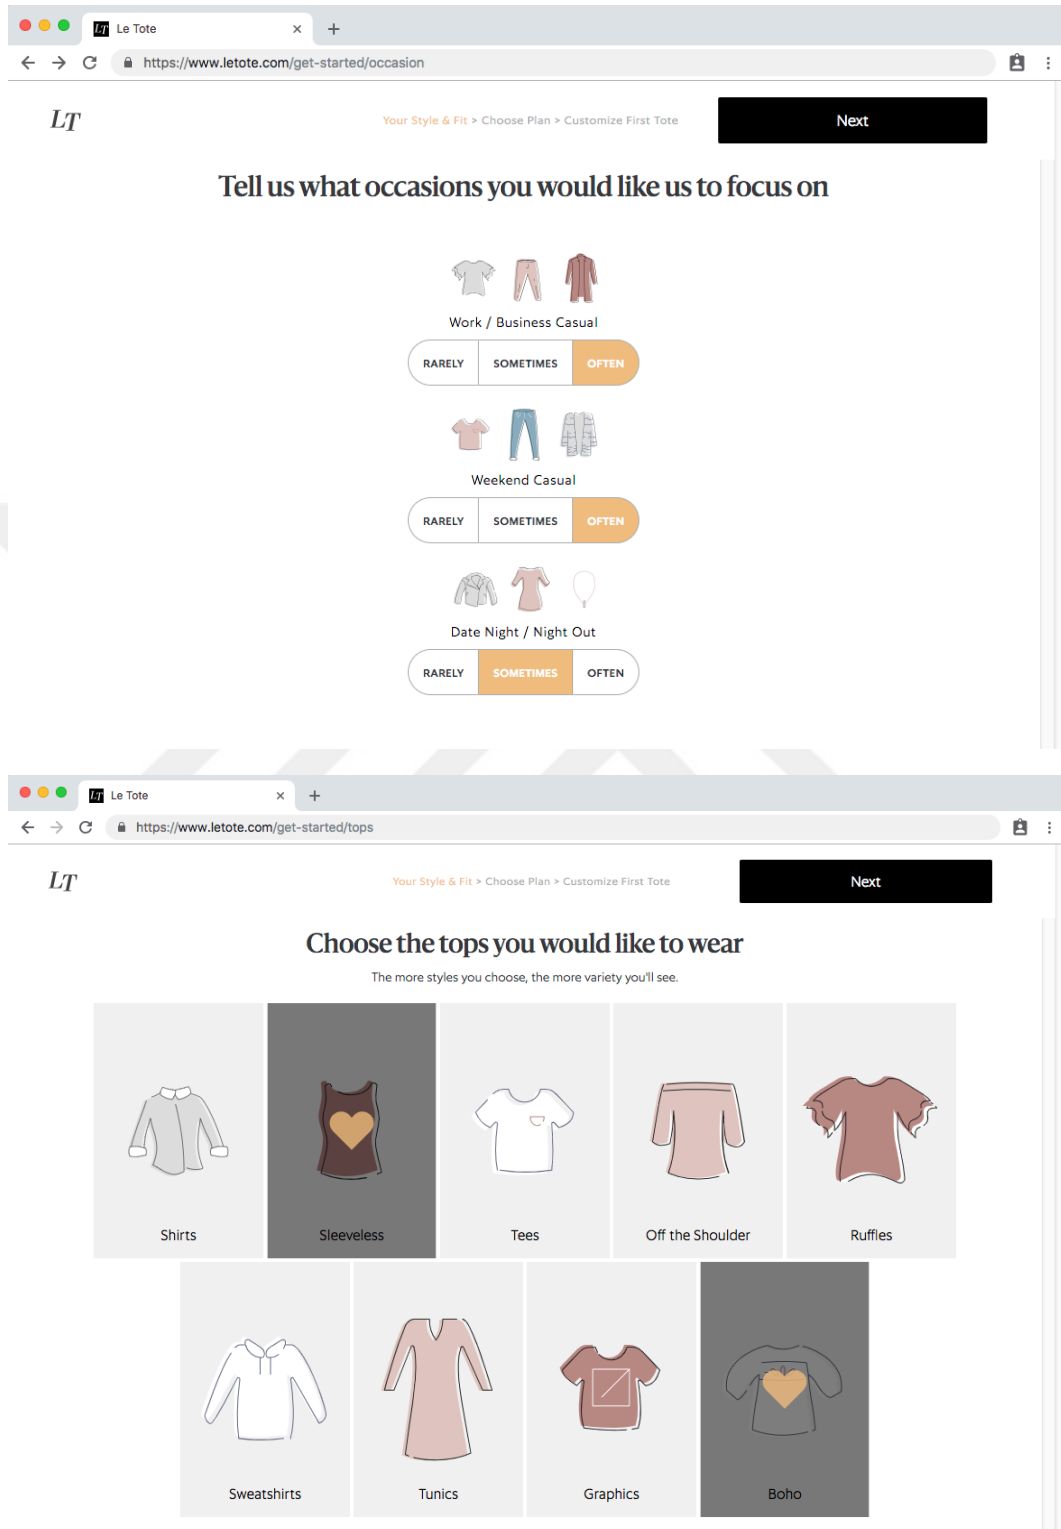 LT Le Tote × +
https://www.letote.com/get-started/occasion
LT Your Style & Fit > Choose Plan > Customize First Tote Next
Tell us what occasions you would like us to focus on
Work / Business Casual
RARELY SOMETIMES OFTEN
Weekend Casual
RARELY SOMETIMES OFTEN
Date Night / Night Out
RARELY SOMETIMES OFTEN
LT Le Tote × +
https://www.letote.com/get-started/tops
LT Your Style & Fit > Choose Plan > Customize First Tote Next
Choose the tops you would like to wear
The more styles you choose, the more variety you'll see.
Shirts Sleeveless Tees Off the Shoulder Ruffles
Sweatshirts Tunics Graphics Boho